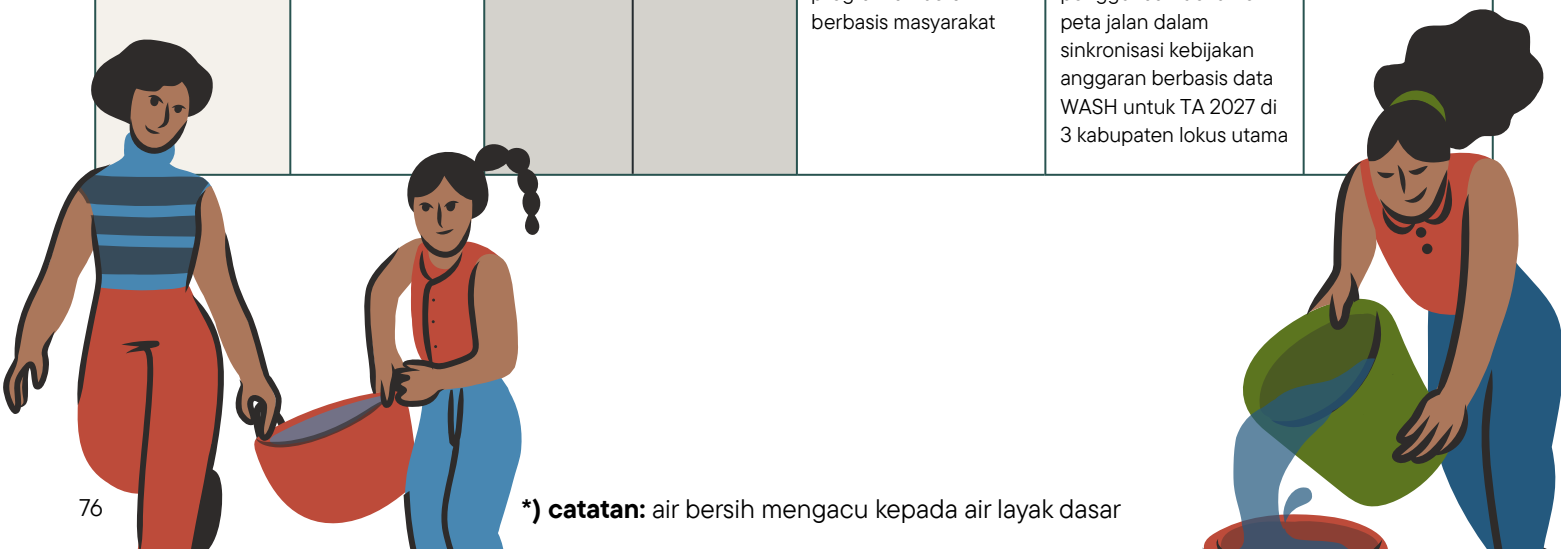 berbasis masyarakat
peta jalan dalam
sinkronisasi kebijakan
anggaran berbasis data
WASH untuk TA 2027 di
3 kabupaten lokus utama
76
*) catatan: air bersih mengacu kepada air layak dasar